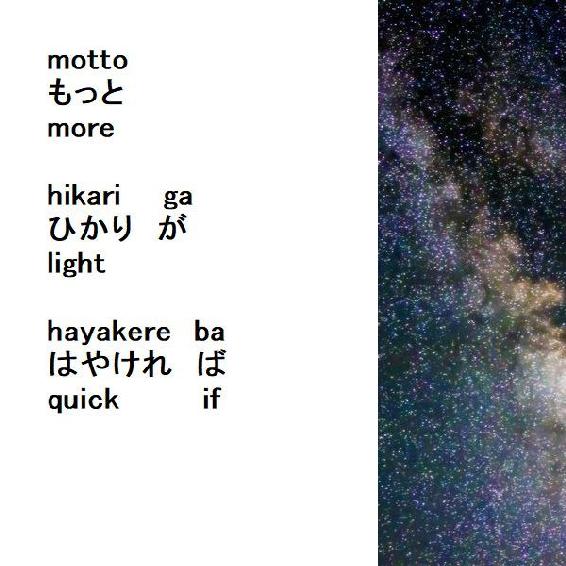 motto
もっと
more
hikari ga
ひかり が
light
hayakere ba
はやけれ ば
quick if